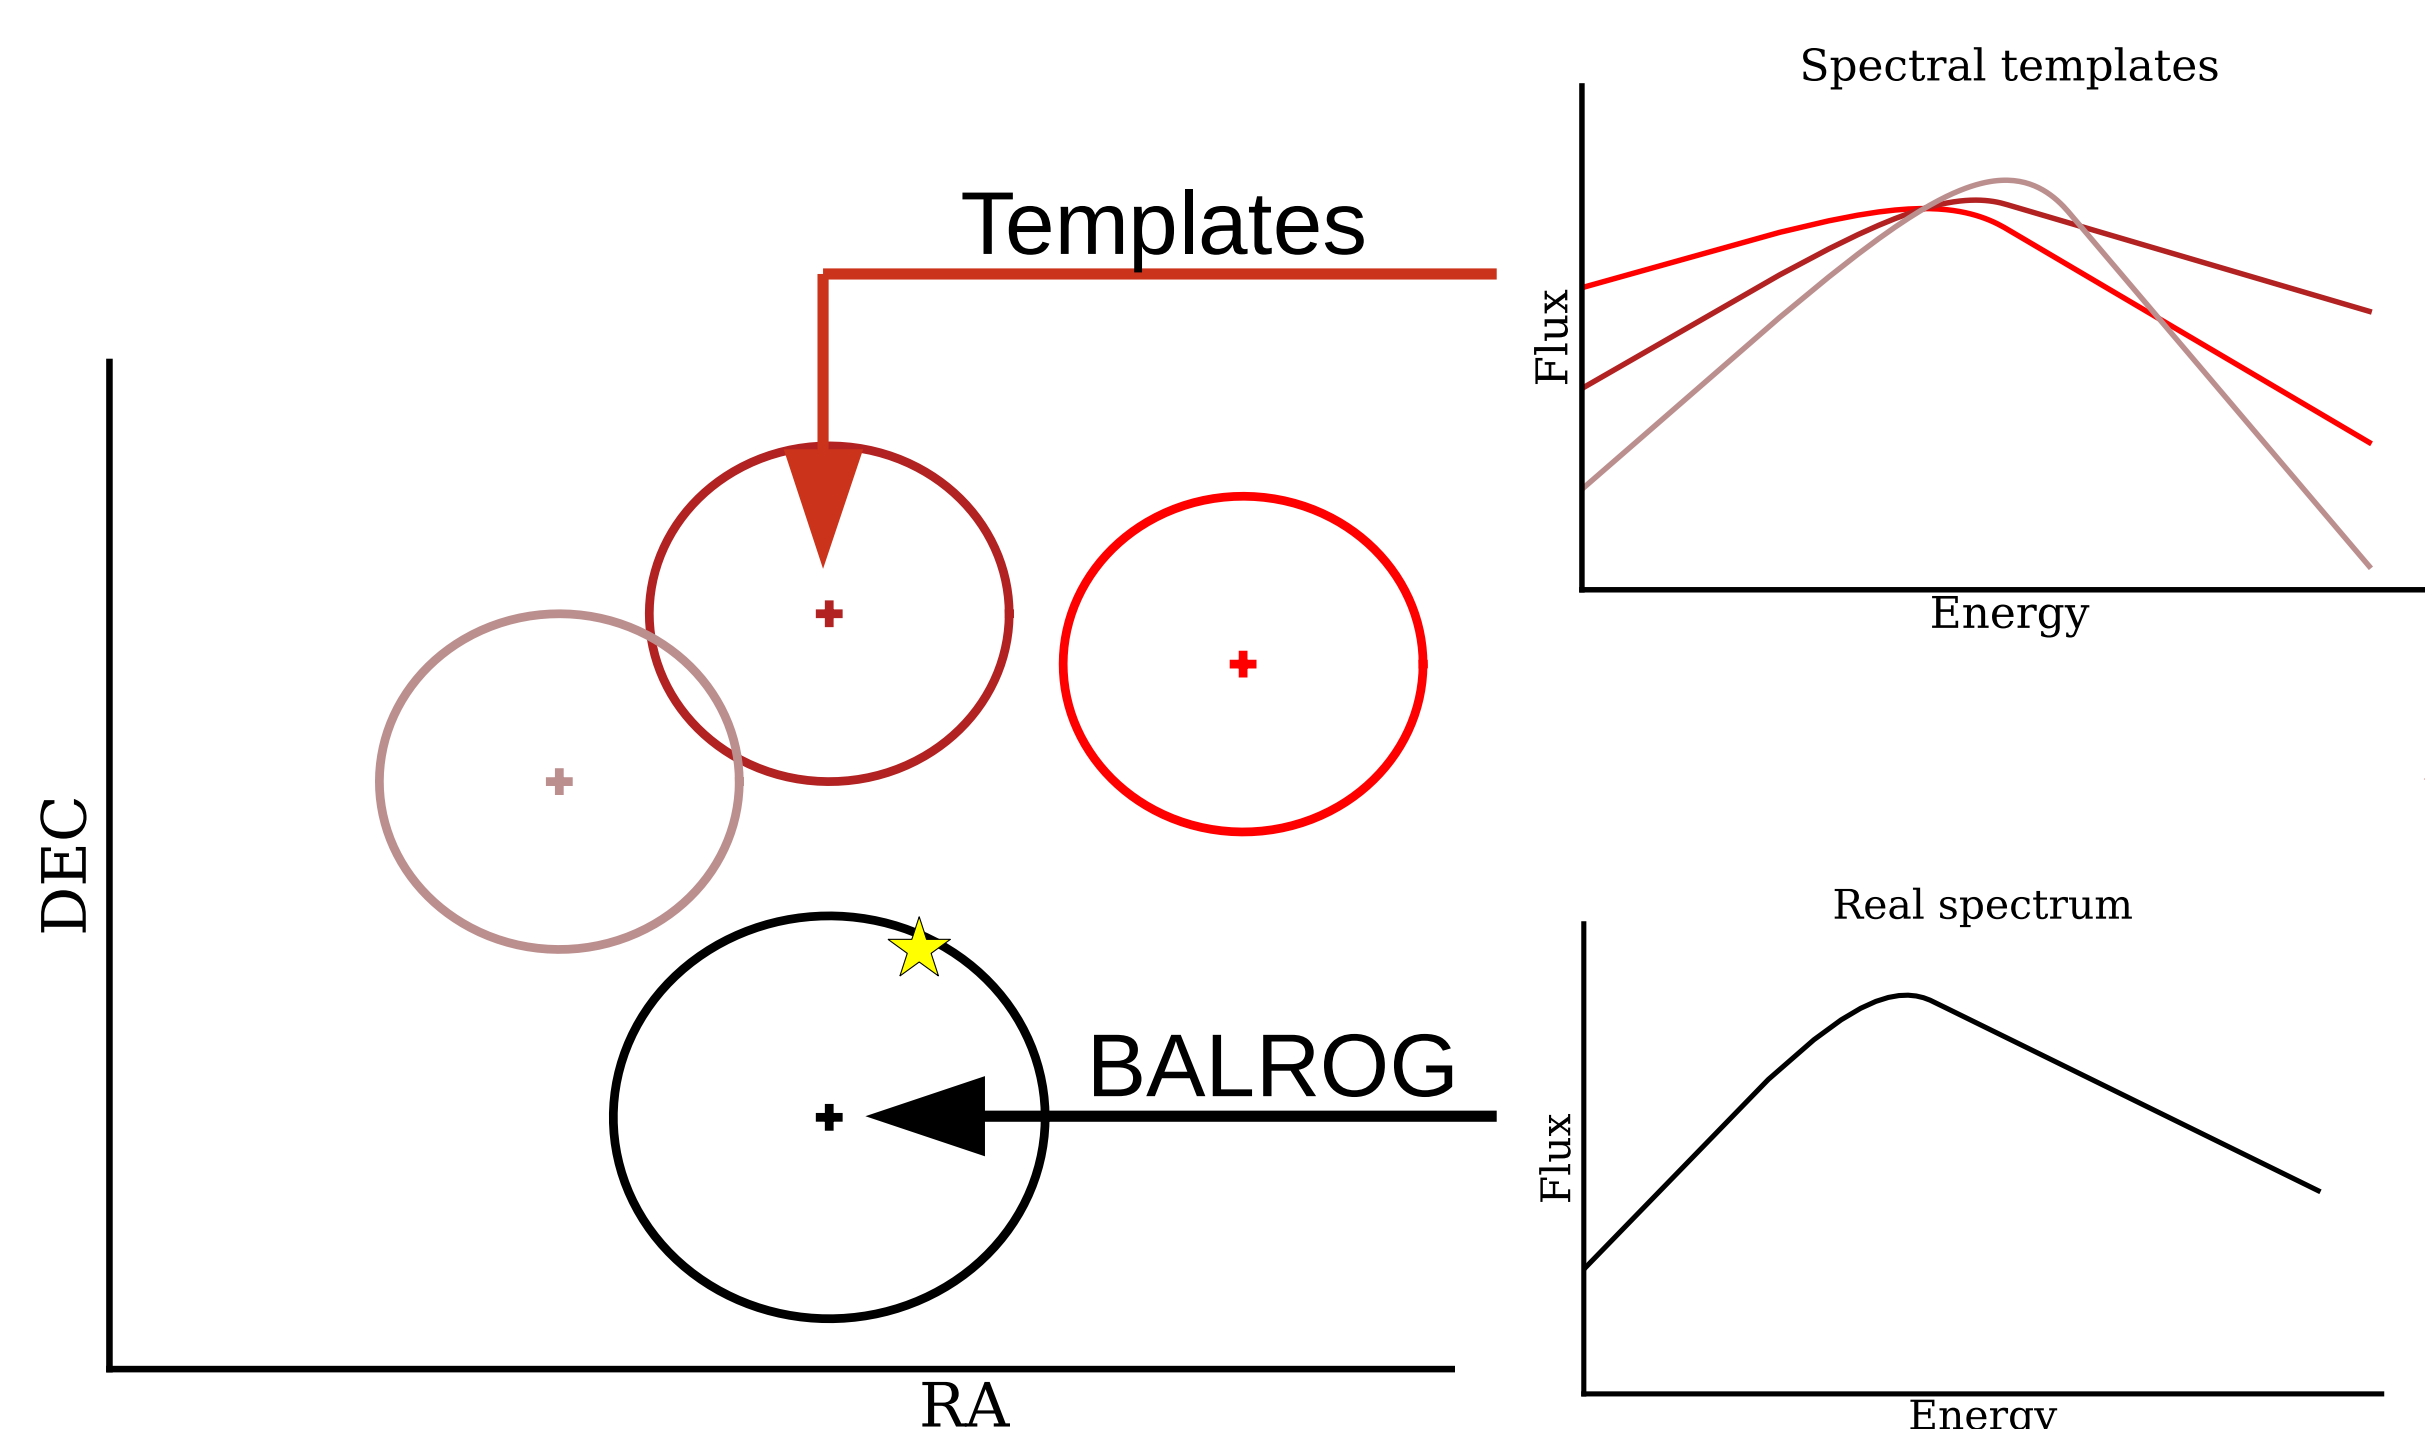 Spectral templates
Templates
Flux
Energy
DEC
Real spectrum
BALROG
Flux
RA
Energy